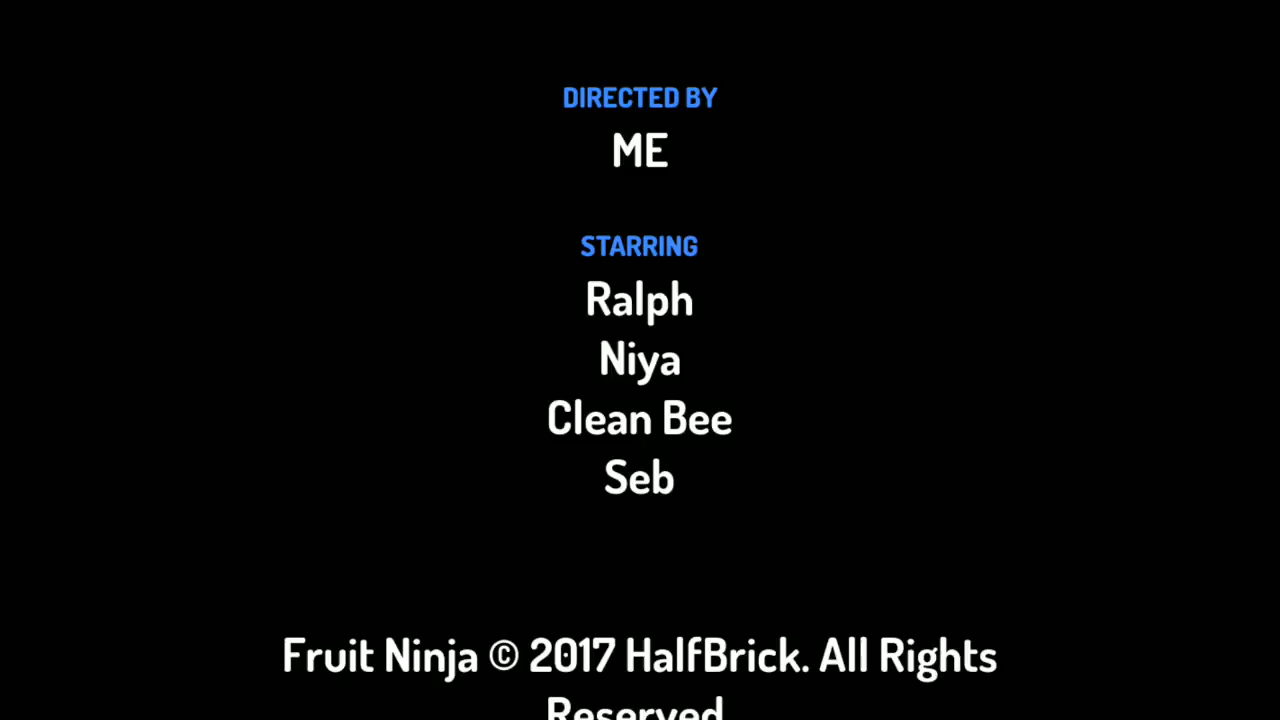 DIRECTED BY
ME
STARRING
Ralph
Niya
Clean Bee
Seb
Fruit Ninja © 2017 HalfBrick. All Rights
Reserved